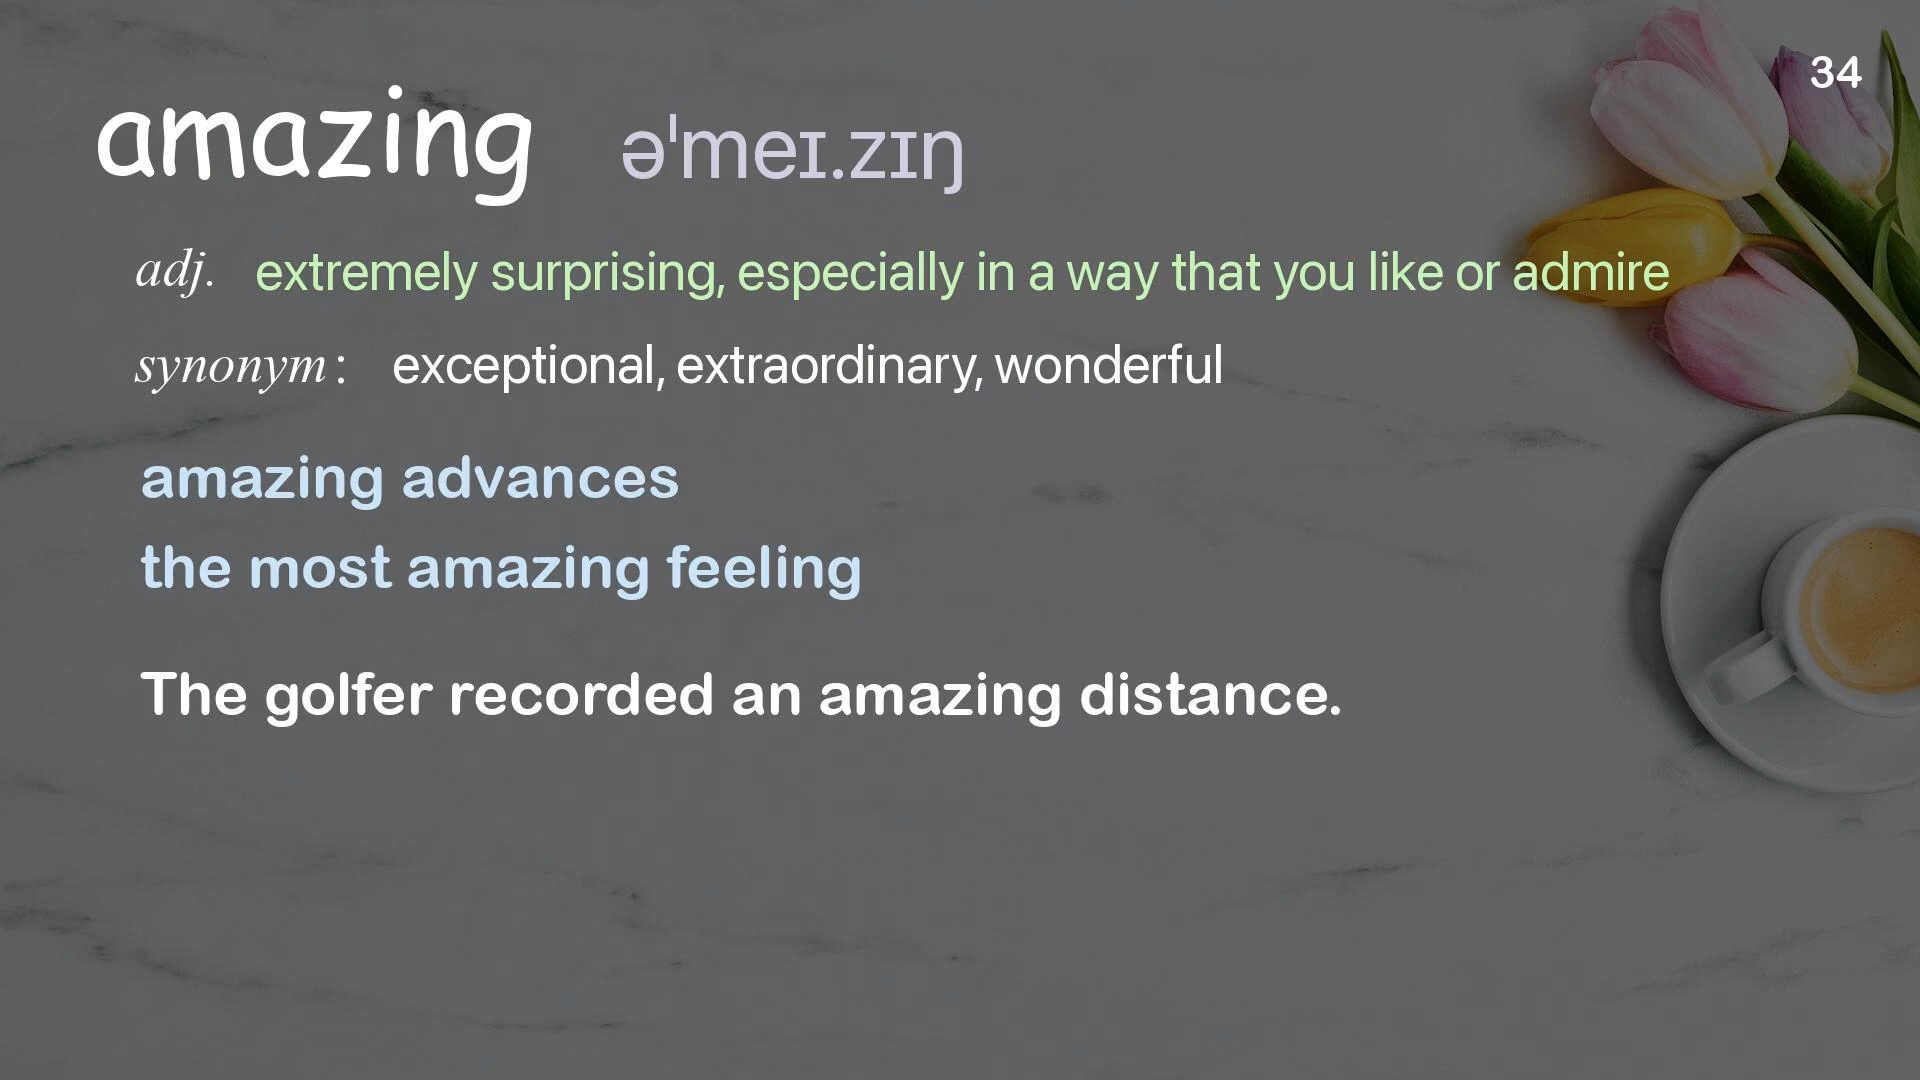 34
amazing əˈmeɪ.zɪŋ
adj. extremely surprising, especially in a way that you like or admire
synonym: exceptional, extraordinary, wonderful
amazing advances
the most amazing feeling
The golfer recorded an amazing distance.